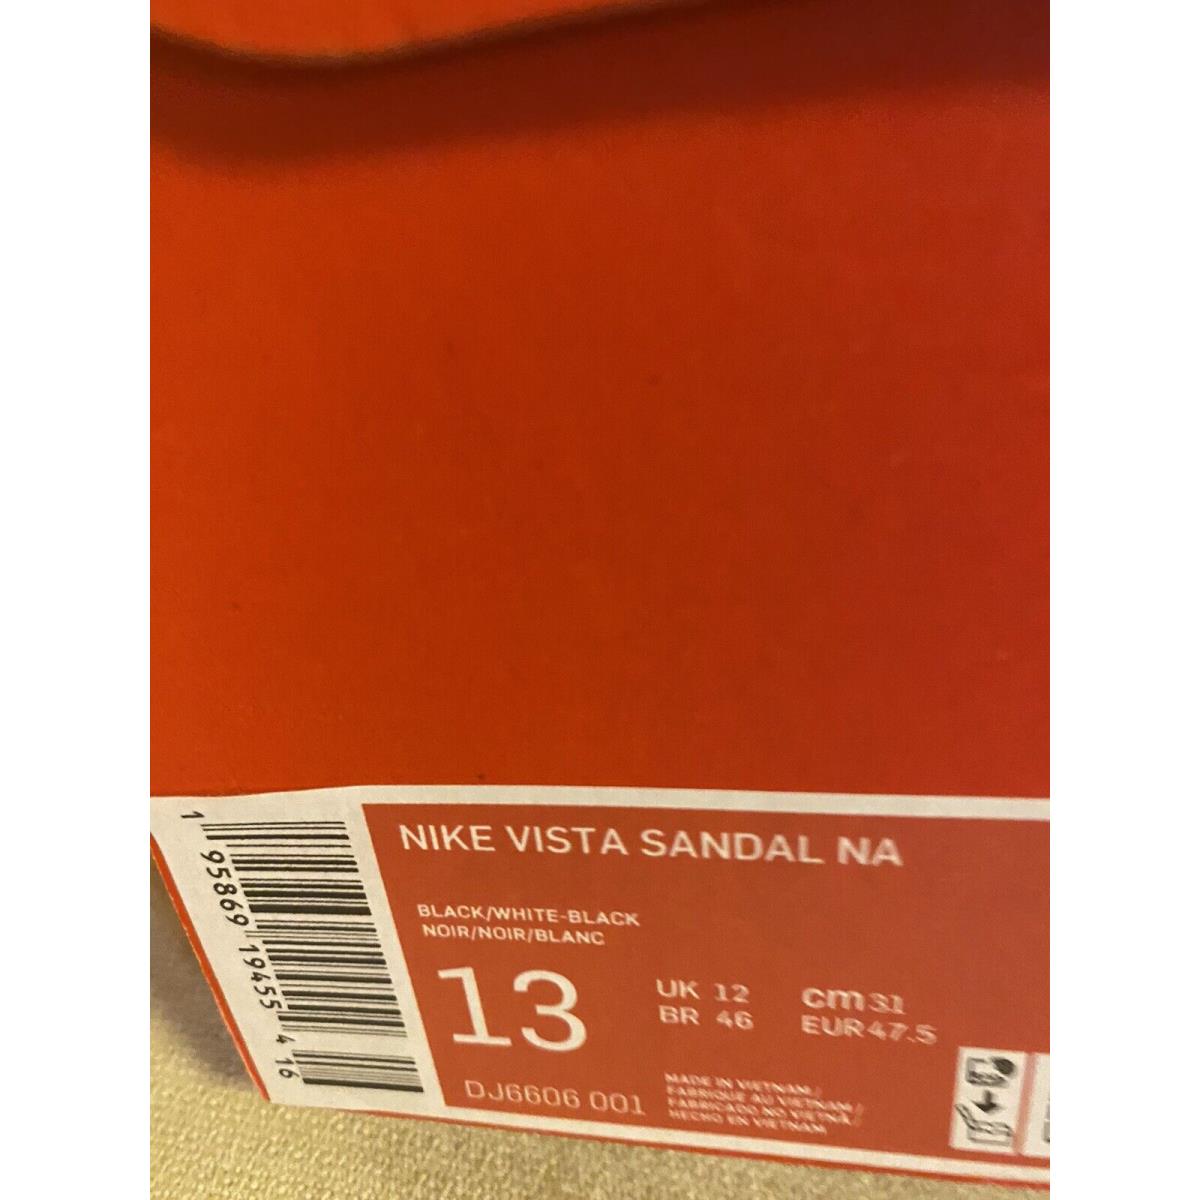 NIKE VISTA SANDAL NA
BLACK/WHITE-BLACK
NOIR/NOIR/BLANC
13
UK 12
BR 46
cm 31
EUR 47.5
DJ6606 001
MADE IN VIETNAM/
FABRIQUE AU VIETNAM/
FABRICADO NO VIETNÃ/
HECHO EN VIETNAM
1 95869 19455 4 16